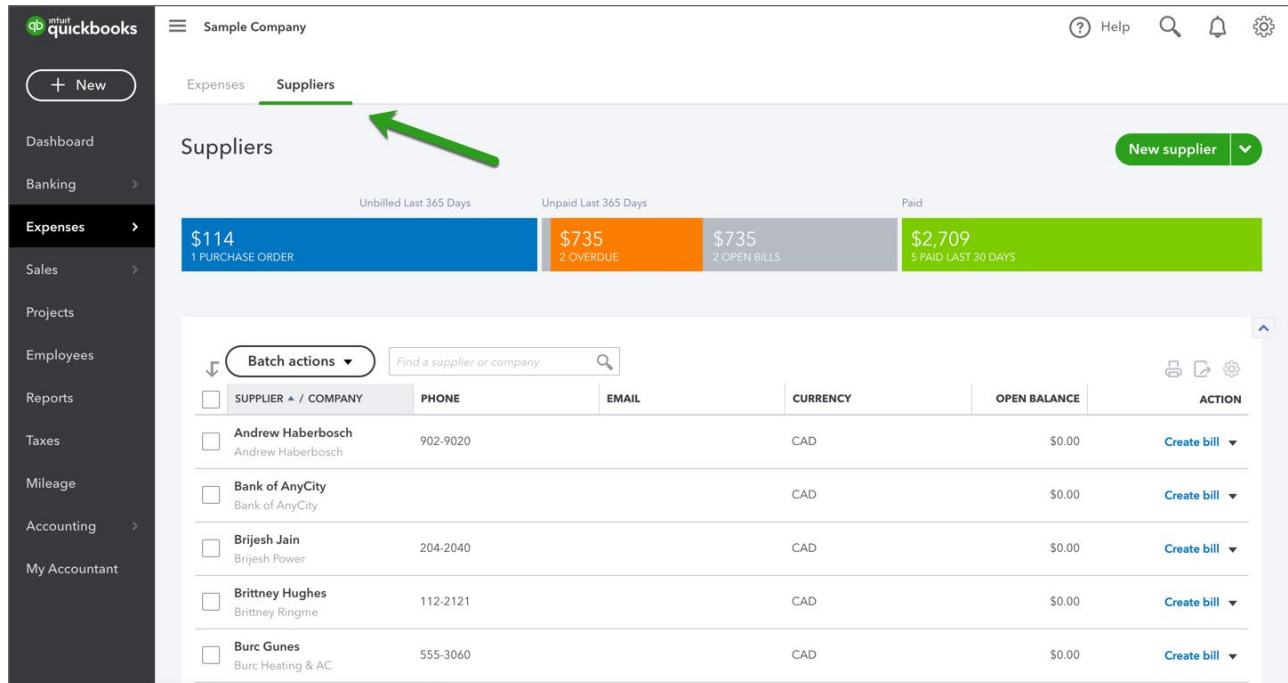 qb intuit quickbooks
Sample Company
? Help
+ New
Expenses Suppliers
Dashboard
Banking
Expenses
Sales
Projects
Employees
Reports
Taxes
Mileage
Accounting
My Accountant
Suppliers
New supplier
Unbilled Last 365 Days Unpaid Last 365 Days Paid
$114 $735 $735 $2,709
1 PURCHASE ORDER 2 OVERDUE 2 OPEN BILLS 5 PAID LAST 30 DAYS
Batch actions Find a supplier or company
SUPPLIER / COMPANY PHONE EMAIL CURRENCY OPEN BALANCE ACTION
Andrew Haberbosch 902-9020 CAD $0.00 Create bill
Andrew Haberbosch
Bank of AnyCity CAD $0.00 Create bill
Bank of AnyCity
Brijesh Jain 204-2040 CAD $0.00 Create bill
Brijesh Power
Brittney Hughes 112-2121 CAD $0.00 Create bill
Brittney Ringme
Burc Gunes 555-3060 CAD $0.00 Create bill
Burc Heating & AC